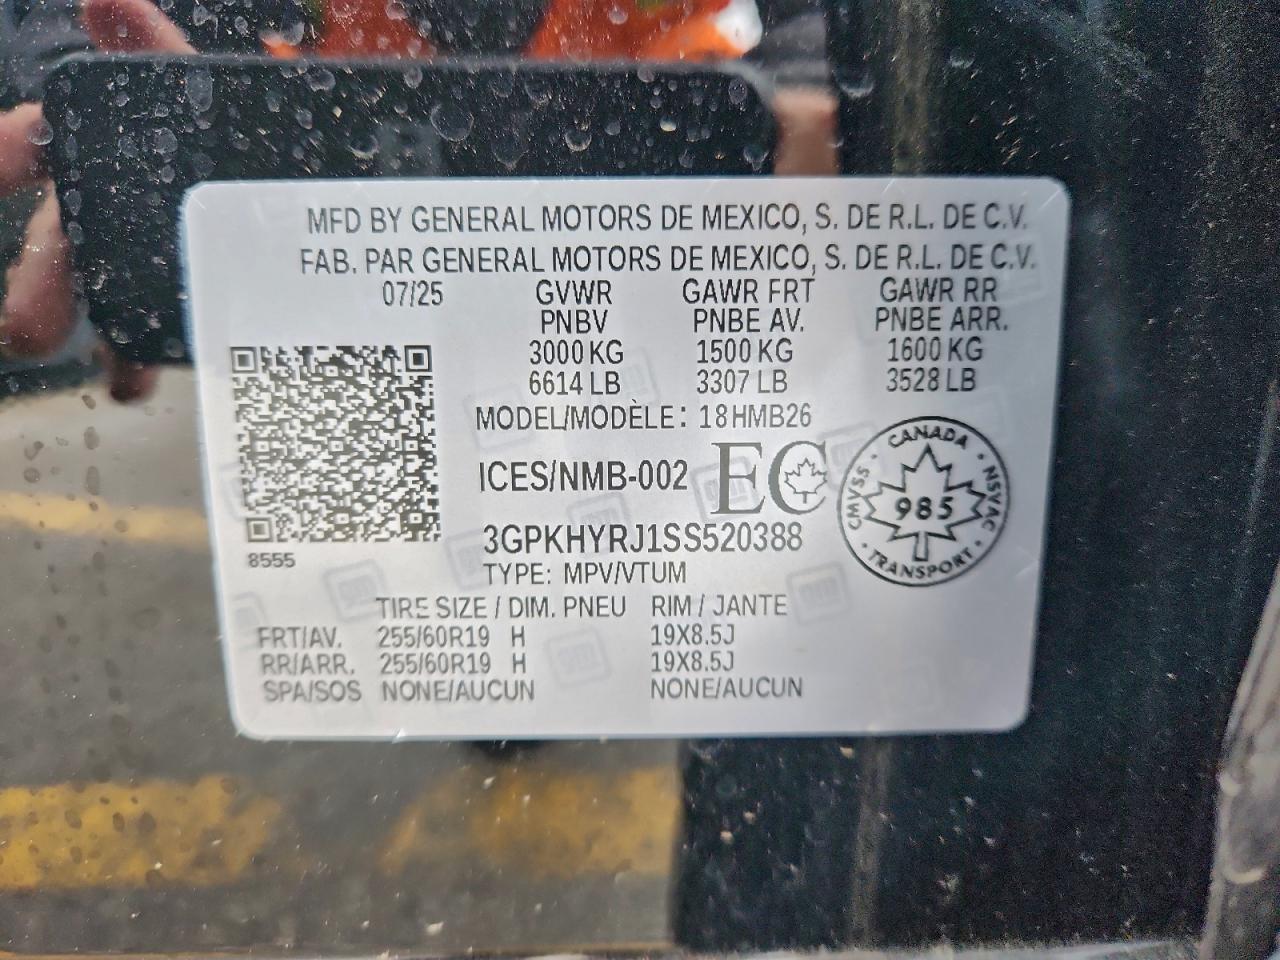 MFD BY GENERAL MOTORS DE MEXICO, S. DE R.L. DE C.V.
FAB. PAR GENERAL MOTORS DE MEXICO, S. DE R.L. DE C.V.
07/25 GVWR GAWR FRT GAWR RR
PNBV PNBE AV. PNBE ARR.
3000 KG 1500 KG 1600 KG
6614 LB 3307 LB 3528 LB
MODEL/MODÈLE: 18HMB26
ICES/NMB-002 EC
CANADA
CMVSS · NSVAC
985
TRANSPORT
3GPKHYRJ1SS520388
8555
TYPE: MPV/VTUM
TIRE SIZE / DIM. PNEU RIM / JANTE
FRT/AV. 255/60R19 H 19X8.5J
RR/ARR. 255/60R19 H 19X8.5J
SPA/SOS NONE/AUCUN NONE/AUCUN